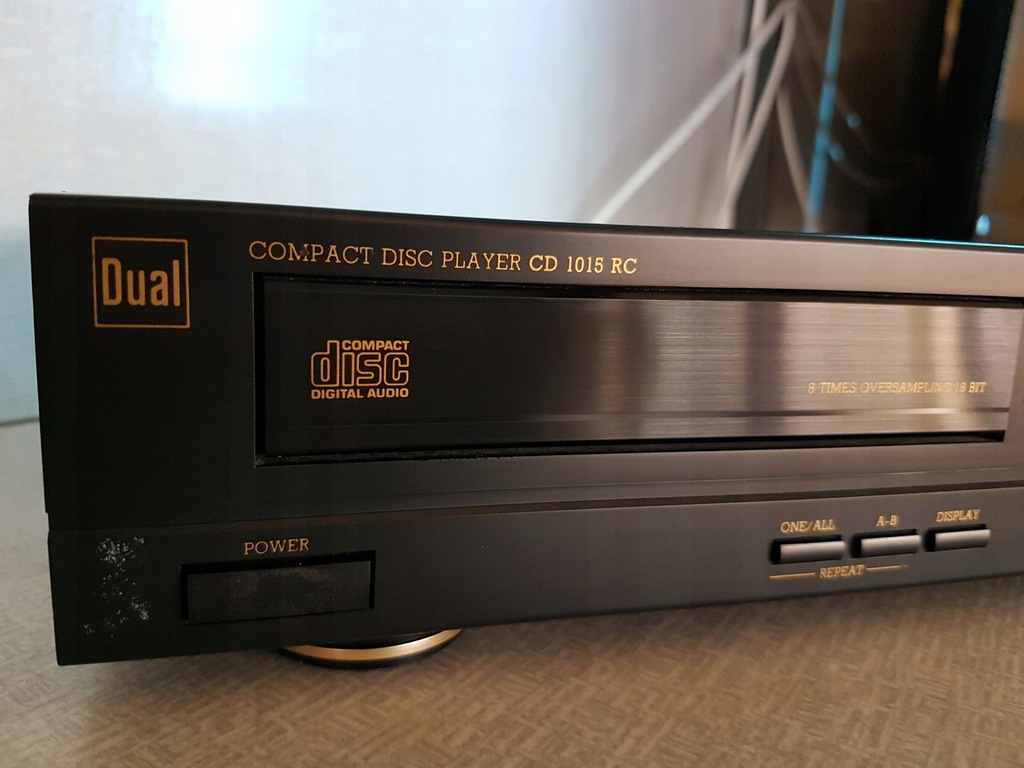 Dual
COMPACT DISC PLAYER CD 1015 RC
COMPACT
disc
DIGITAL AUDIO
8 TIMES OVERSAMPLING 18 BIT
POWER
ONE/ALL
A-B
DISPLAY
REPEAT